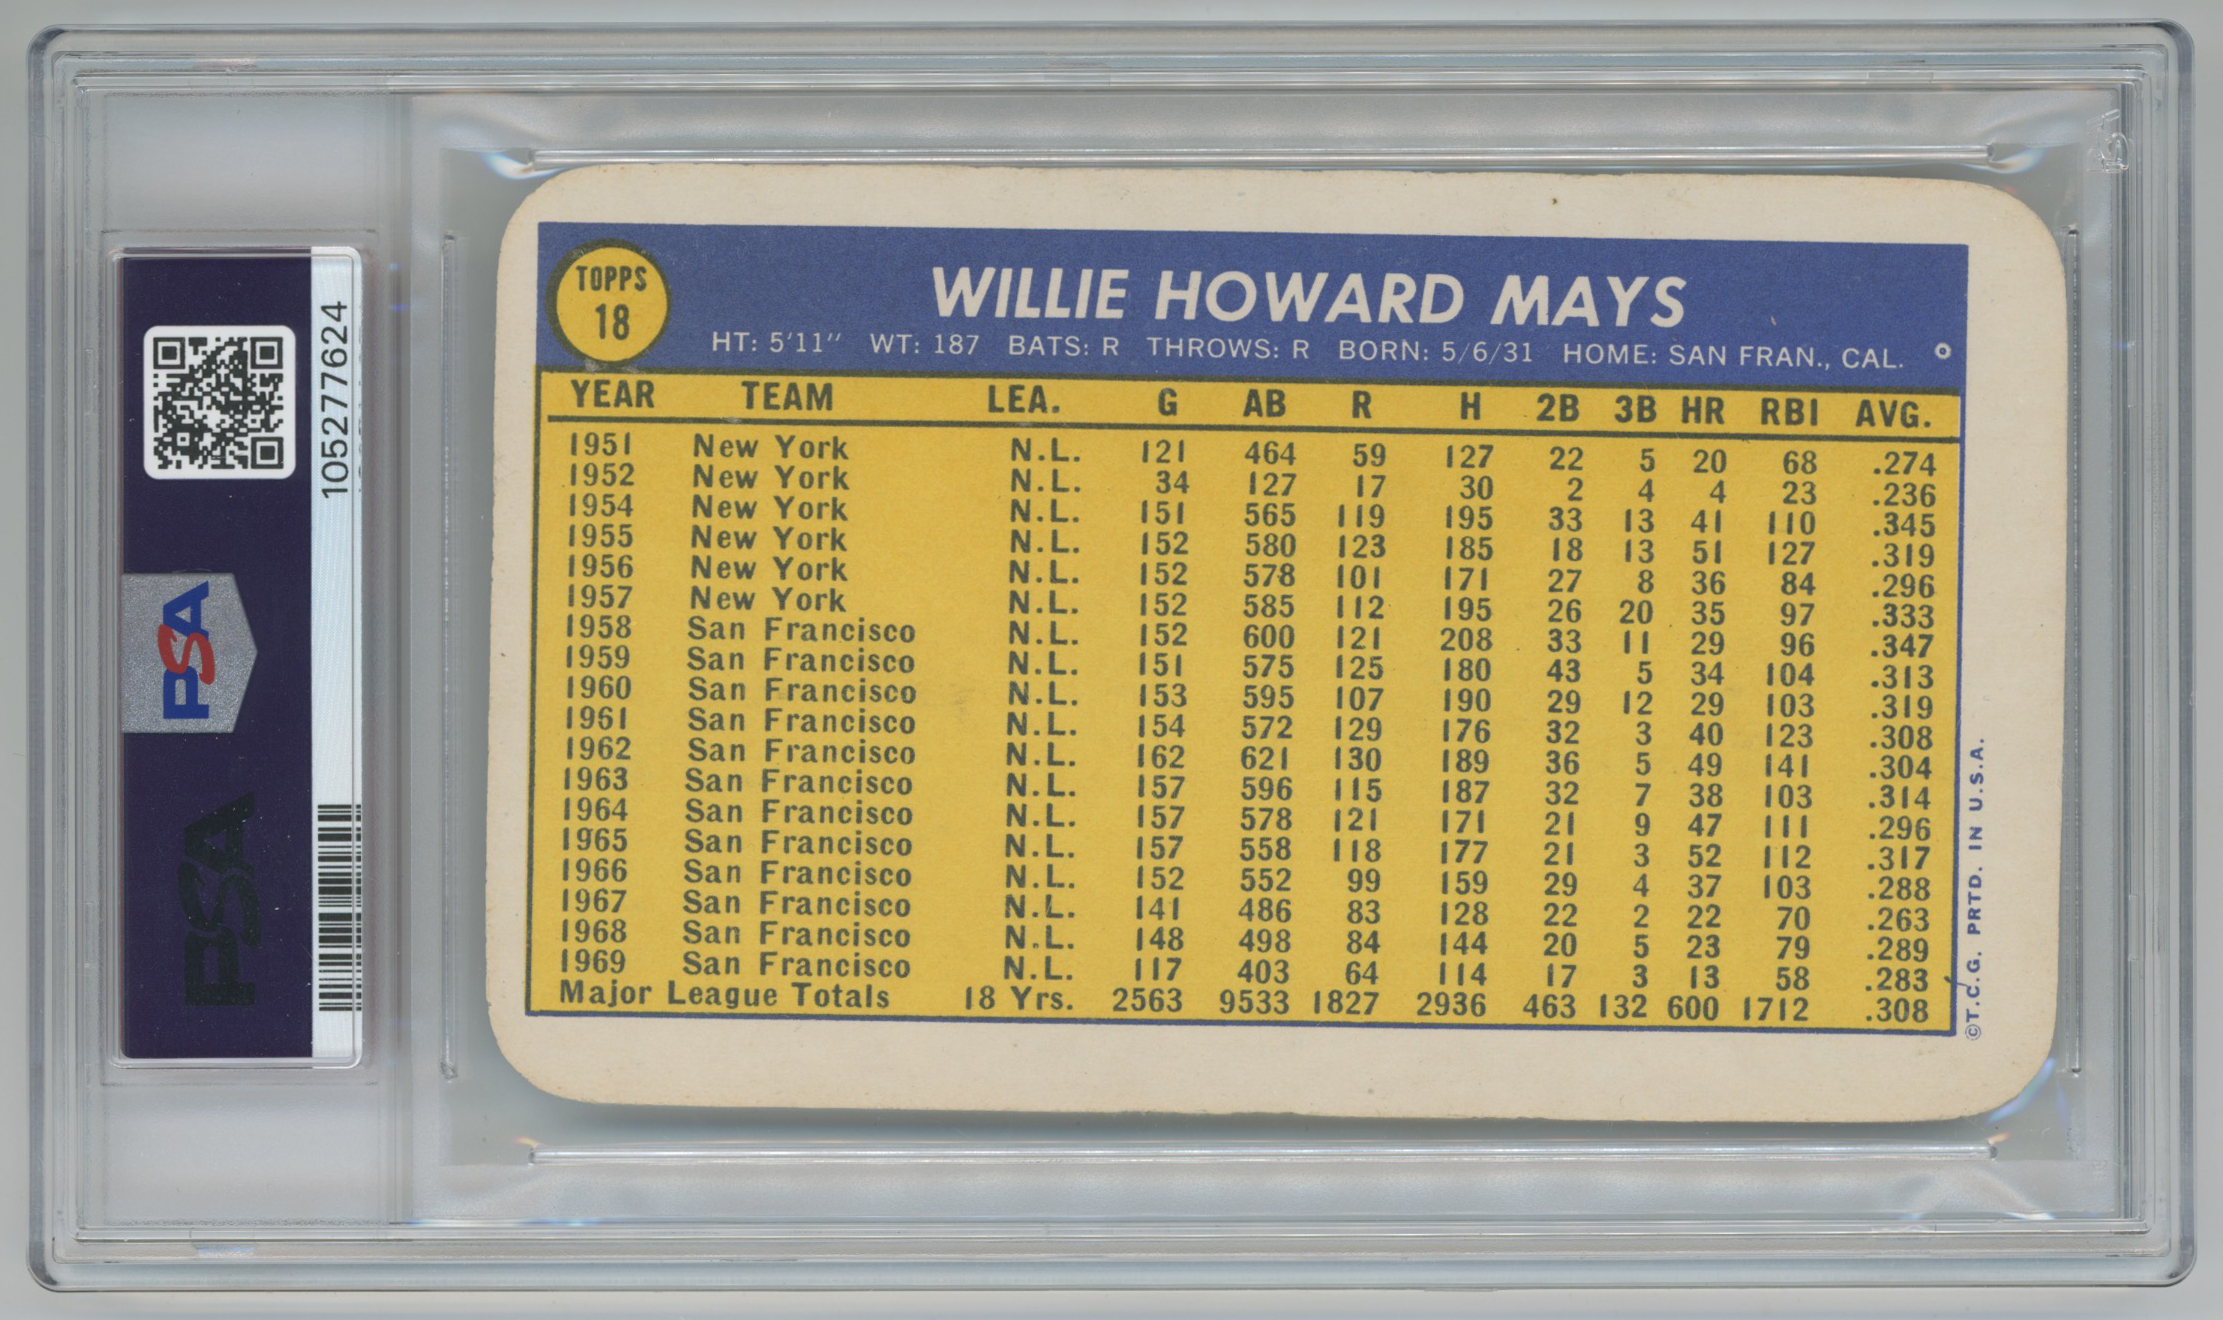 TOPPS
18
WILLIE HOWARD MAYS
HT: 5'11" WT: 187 BATS: R THROWS: R BORN: 5/6/31 HOME: SAN FRAN., CAL.
YEAR TEAM LEA. G AB R H 2B 3B HR RBI AVG.
1951 New York N.L. 121 464 59 127 22 5 20 68 .274
1952 New York N.L. 34 127 17 30 2 4 4 23 .236
1954 New York N.L. 151 565 119 195 33 13 41 110 .345
1955 New York N.L. 152 580 123 185 18 13 51 127 .319
1956 New York N.L. 152 578 101 171 27 8 36 84 .296
1957 New York N.L. 152 585 112 195 26 20 35 97 .333
1958 San Francisco N.L. 152 600 121 208 33 11 29 96 .347
1959 San Francisco N.L. 151 575 125 180 43 5 34 104 .313
1960 San Francisco N.L. 153 595 107 190 29 12 29 103 .319
1961 San Francisco N.L. 154 572 129 176 32 3 40 123 .308
1962 San Francisco N.L. 162 621 130 189 36 5 49 141 .304
1963 San Francisco N.L. 157 596 115 187 32 7 38 103 .314
1964 San Francisco N.L. 157 578 121 171 21 9 47 111 .296
1965 San Francisco N.L. 157 558 118 177 21 3 52 112 .317
1966 San Francisco N.L. 152 552 99 159 29 4 37 103 .288
1967 San Francisco N.L. 141 486 83 128 22 2 22 70 .263
1968 San Francisco N.L. 148 498 84 144 20 5 23 79 .289
1969 San Francisco N.L. 117 403 64 114 17 3 13 58 .283
Major League Totals 18 Yrs. 2563 9533 1827 2936 463 132 600 1712 .308
©T.C.G. PRTD. IN U.S.A.
105277624
PSA
PSA
PSA